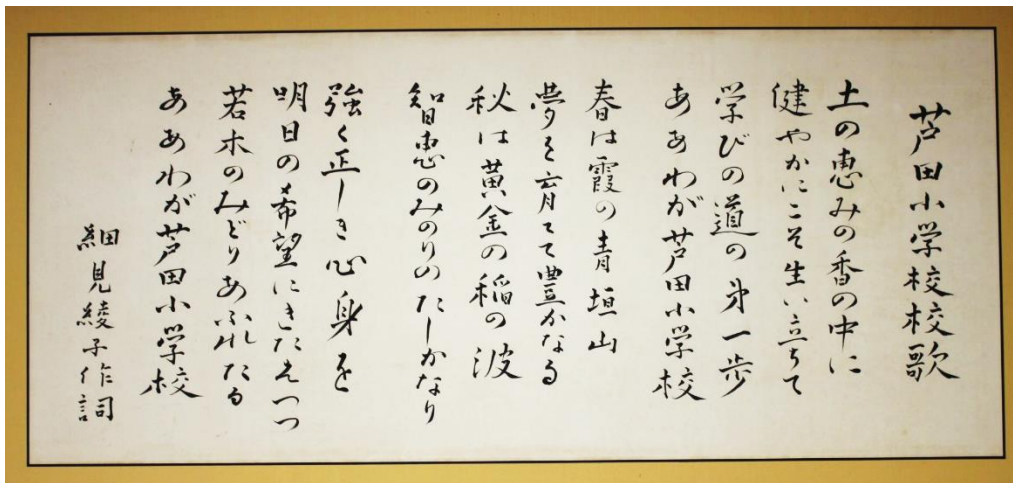 芦田小学校校歌
土の恵みの香の中に
健やかにこそ生い立ちて
学びの道の第一歩
あゝわが芦田小学校
春は霞の青垣山
夢を育てて豊かなる
秋は黄金の稲の波
智恵のみのりのたしかなり
強く正しき心身を
明日の希望にきたえつつ
若木のみどりあふれたる
あゝわが芦田小学校
細見綾子作詞